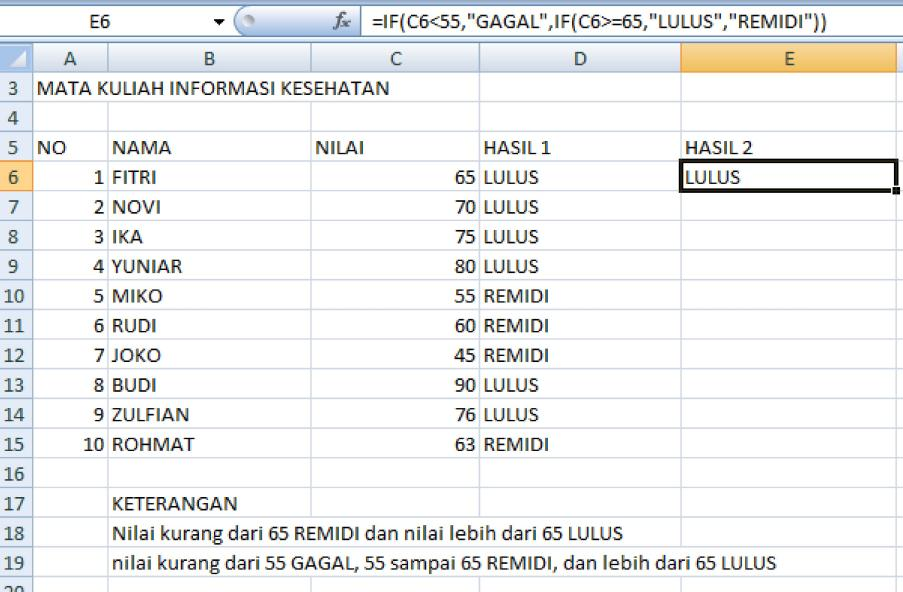 E6 fx =IF(C6<55,"GAGAL",IF(C6>=65,"LULUS","REMIDI"))
A B C D E
3 MATA KULIAH INFORMASI KESEHATAN
4
5 NO NAMA NILAI HASIL 1 HASIL 2
6 1 FITRI 65 LULUS LULUS
7 2 NOVI 70 LULUS
8 3 IKA 75 LULUS
9 4 YUNIAR 80 LULUS
10 5 MIKO 55 REMIDI
11 6 RUDI 60 REMIDI
12 7 JOKO 45 REMIDI
13 8 BUDI 90 LULUS
14 9 ZULFIAN 76 LULUS
15 10 ROHMAT 63 REMIDI
16
17 KETERANGAN
18 Nilai kurang dari 65 REMIDI dan nilai lebih dari 65 LULUS
19 nilai kurang dari 55 GAGAL, 55 sampai 65 REMIDI, dan lebih dari 65 LULUS